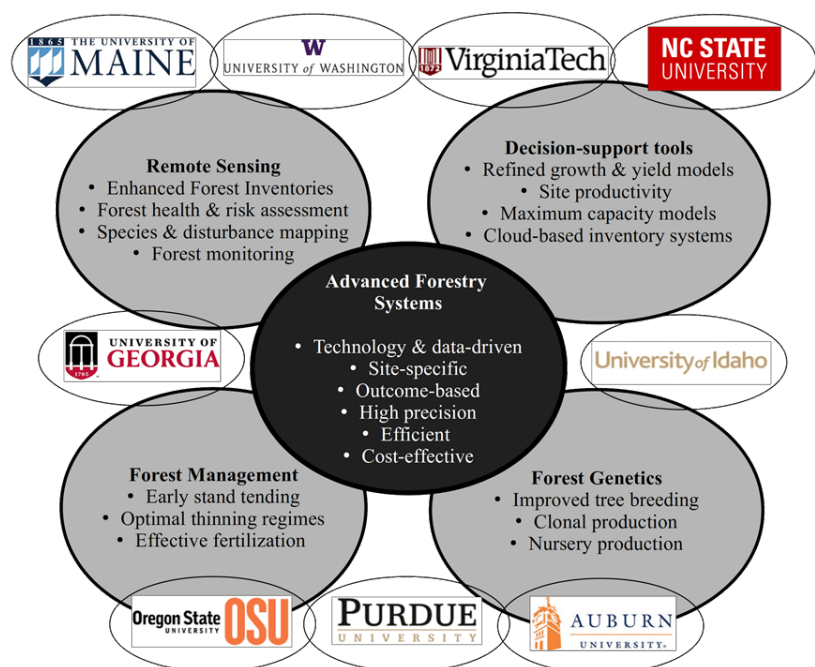 1865 THE UNIVERSITY OF
MAINE
W
UNIVERSITY of WASHINGTON
1872 VirginiaTech
NC STATE
UNIVERSITY
Remote Sensing
• Enhanced Forest Inventories
• Forest health & risk assessment
• Species & disturbance mapping
• Forest monitoring
Decision-support tools
• Refined growth & yield models
• Site productivity
• Maximum capacity models
• Cloud-based inventory systems
Advanced Forestry
Systems
• Technology & data-driven
• Site-specific
• Outcome-based
• High precision
• Efficient
• Cost-effective
1785
UNIVERSITY OF
GEORGIA
University of Idaho
Forest Management
• Early stand tending
• Optimal thinning regimes
• Effective fertilization
Forest Genetics
• Improved tree breeding
• Clonal production
• Nursery production
Oregon State
UNIVERSITY
OSU
PURDUE
UNIVERSITY
AUBURN
UNIVERSITY®